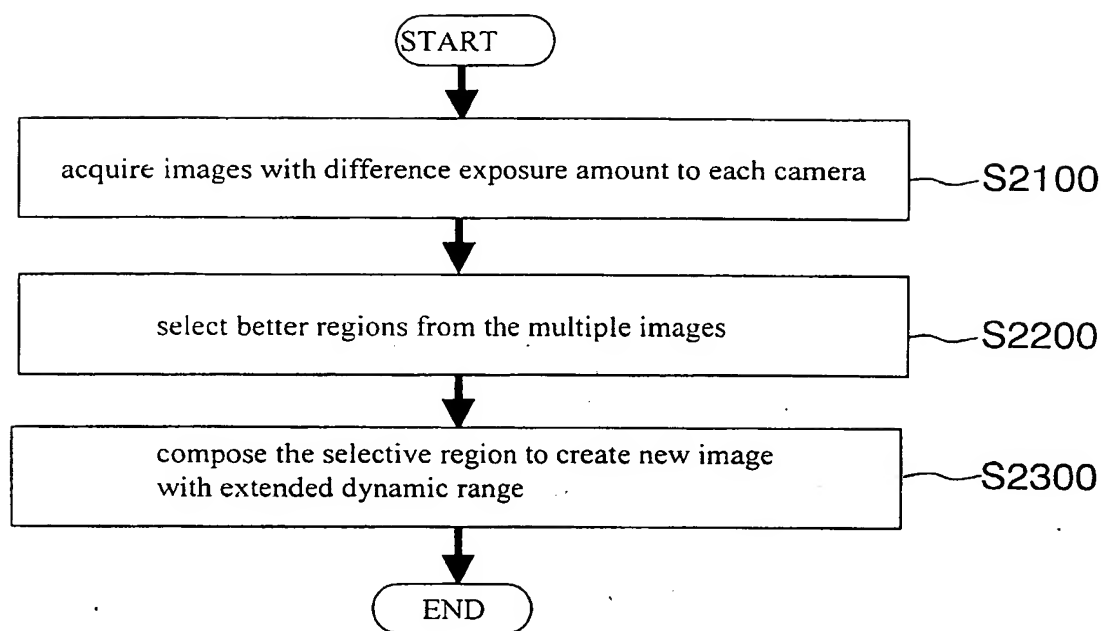 START
acquire images with difference exposure amount to each camera
S2100
select better regions from the multiple images
S2200
compose the selective region to create new image
with extended dynamic range
S2300
END